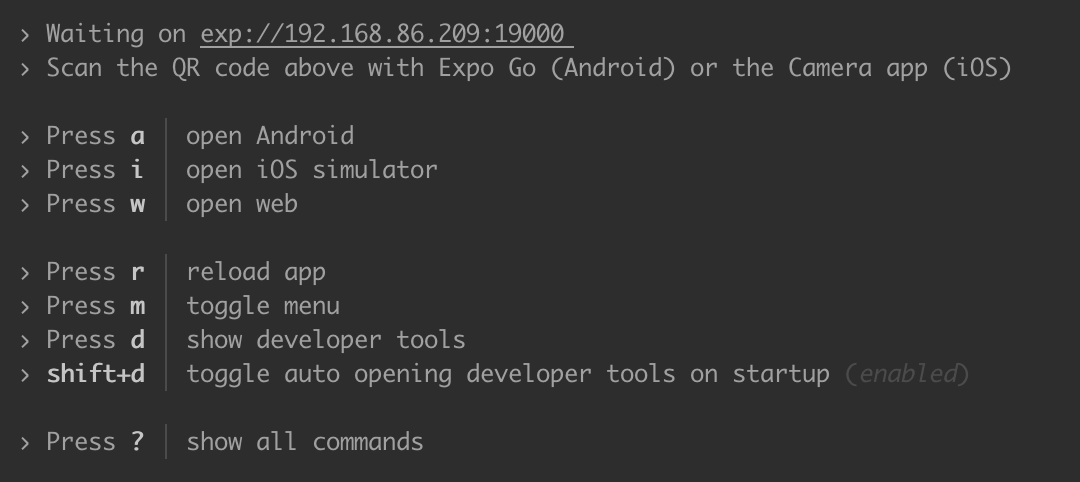 › Waiting on exp://192.168.86.209:19000
› Scan the QR code above with Expo Go (Android) or the Camera app (iOS)
› Press a │ open Android
› Press i │ open iOS simulator
› Press w │ open web
› Press r │ reload app
› Press m │ toggle menu
› Press d │ show developer tools
› shift+d │ toggle auto opening developer tools on startup (enabled)
› Press ? │ show all commands